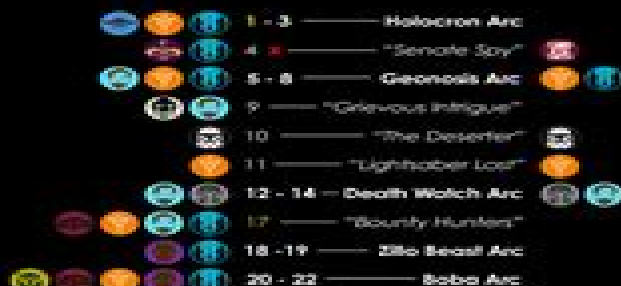 1 - 3 Holocron Arc
4 x "Senate Spy"
5 - 8 Geonosis Arc
9 "Grievous Intrigue"
10 "The Deserter"
11 "Lightsaber Lost"
12 - 14 Death Watch Arc
17 "Bounty Hunters"
18 -19 Zillo Beast Arc
20 - 22 Boba Arc